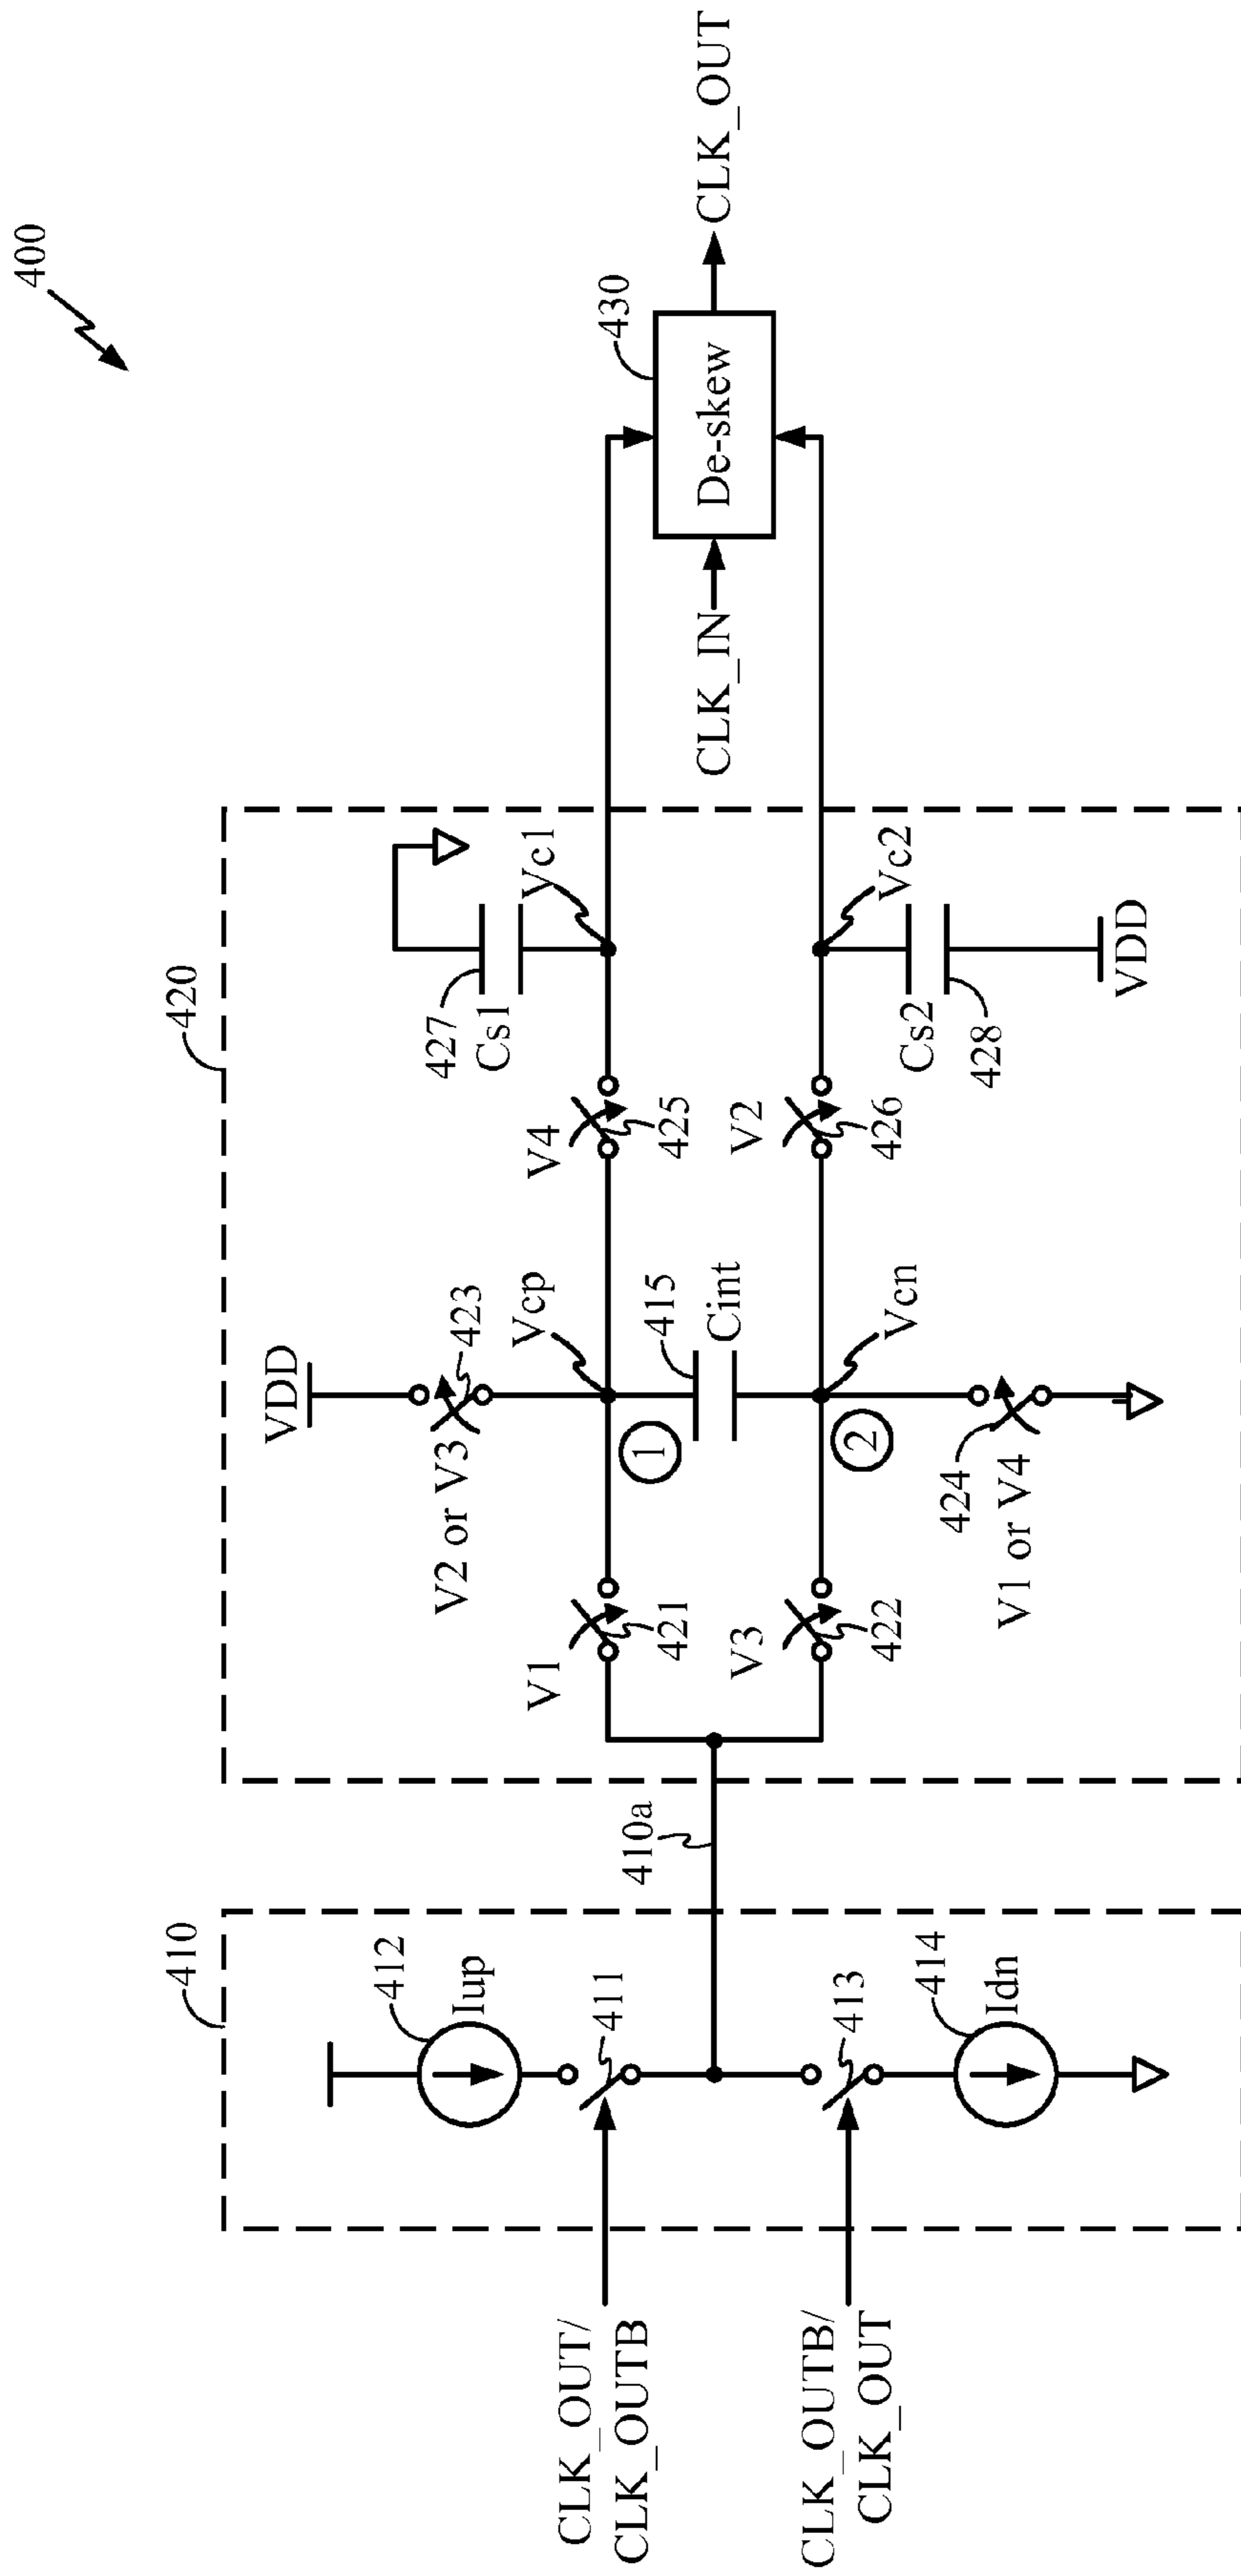 400
410
412
Iup
411
413
414
Idn
CLK_OUT/
CLK_OUTB
CLK_OUTB/
CLK_OUT
410a
420
VDD
V2 or V3
423
Vcp
V1
421
1
415
Cint
V3
422
2
Vcn
424
V1 or V4
V4
425
V2
426
427
Cs1
Vc1
Vc2
Cs2
428
VDD
430
De-skew
CLK_IN
CLK_OUT